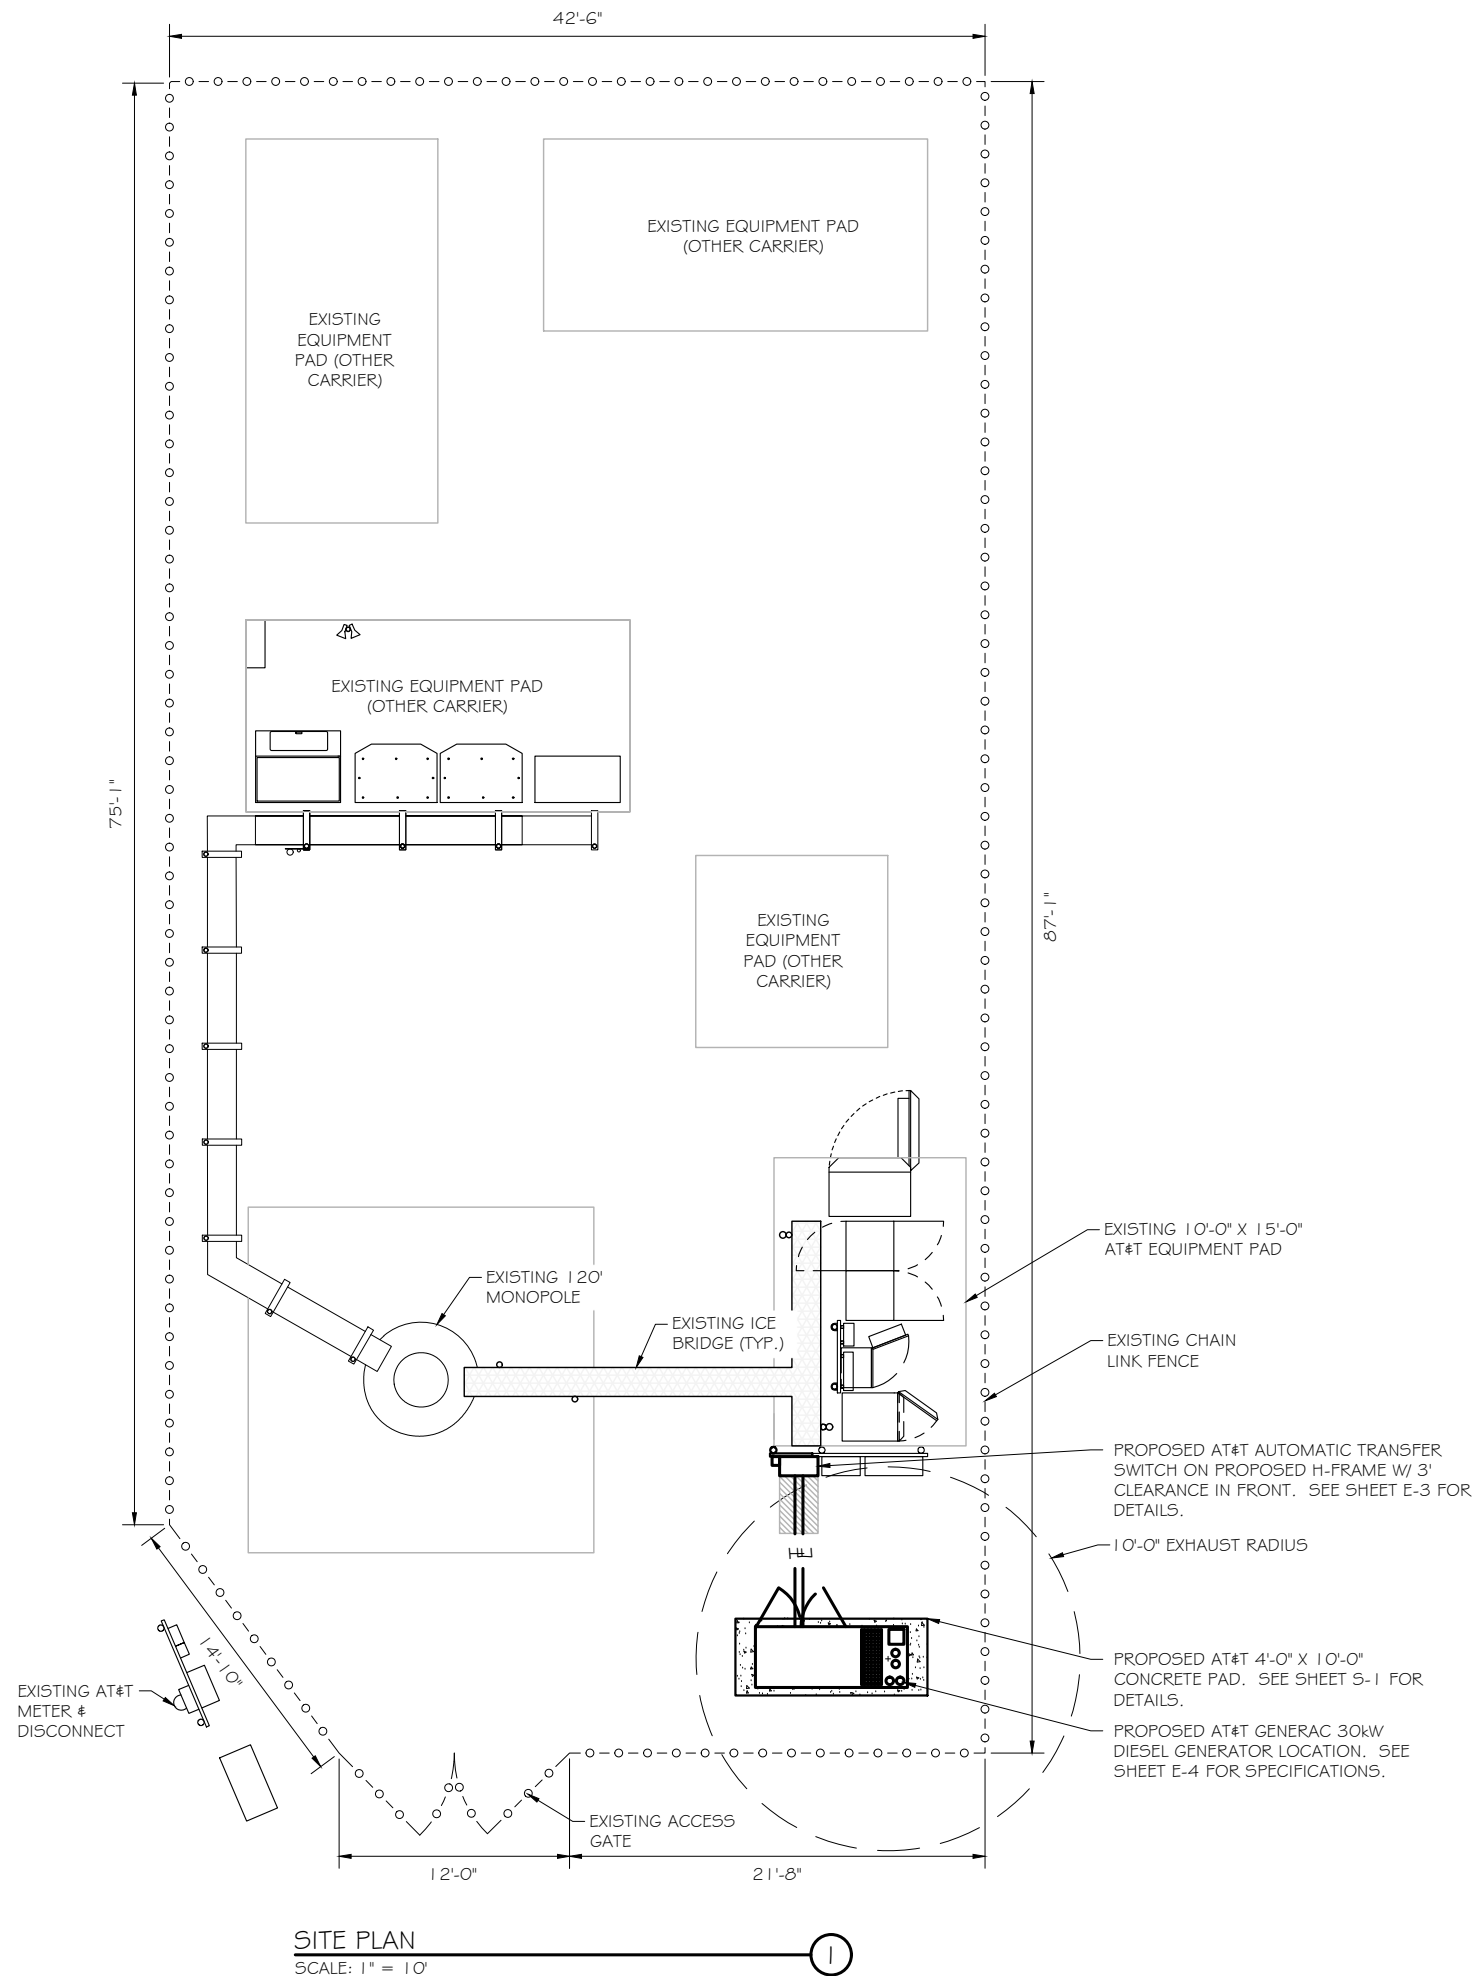 42'-6"
EXISTING EQUIPMENT PAD
(OTHER CARRIER)
EXISTING
EQUIPMENT
PAD (OTHER
CARRIER)
EXISTING EQUIPMENT PAD
(OTHER CARRIER)
75'-1"
87'-1"
EXISTING
EQUIPMENT
PAD (OTHER
CARRIER)
EXISTING 10'-0" X 15'-0"
AT&T EQUIPMENT PAD
EXISTING 120'
MONOPOLE
EXISTING ICE
BRIDGE (TYP.)
EXISTING CHAIN
LINK FENCE
PROPOSED AT&T AUTOMATIC TRANSFER
SWITCH ON PROPOSED H-FRAME W/ 3'
CLEARANCE IN FRONT. SEE SHEET E-3 FOR
DETAILS.
10'-0" EXHAUST RADIUS
14'-10"
PROPOSED AT&T 4'-0" X 10'-0"
CONCRETE PAD. SEE SHEET S-1 FOR
DETAILS.
EXISTING AT&T
METER &
DISCONNECT
PROPOSED AT&T GENERAC 30kW
DIESEL GENERATOR LOCATION. SEE
SHEET E-4 FOR SPECIFICATIONS.
EXISTING ACCESS
GATE
12'-0"
21'-8"
SITE PLAN
1
SCALE: 1" = 10'